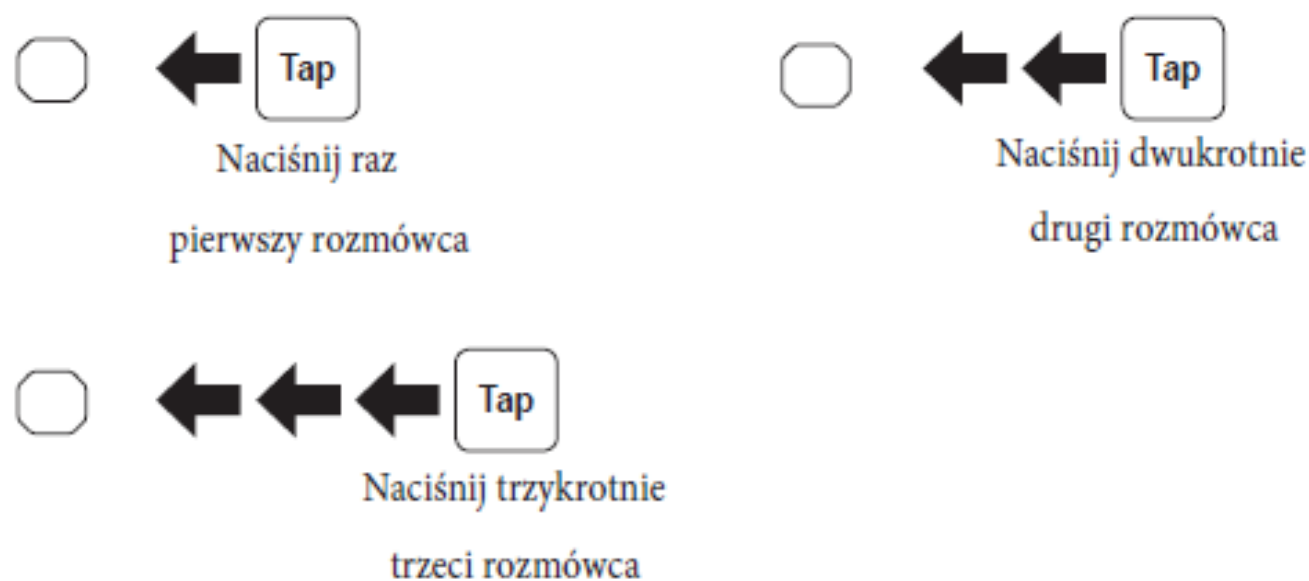 Tap
Naciśnij raz
pierwszy rozmówca
Tap
Naciśnij dwukrotnie
drugi rozmówca
Tap
Naciśnij trzykrotnie
trzeci rozmówca